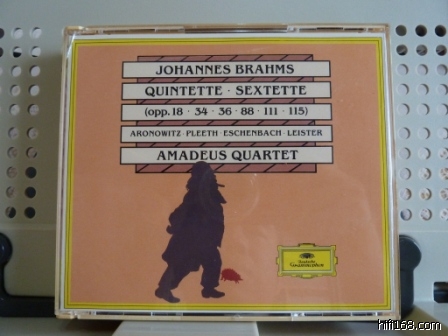 JOHANNES BRAHMS
QUINTETTE · SEXTETTE
(opp. 18 · 34 · 36 · 88 · 111 · 115)
ARONOWITZ · PLEETH · ESCHENBACH · LEISTER
AMADEUS QUARTET
Deutsche
Grammophon
hifi168.com